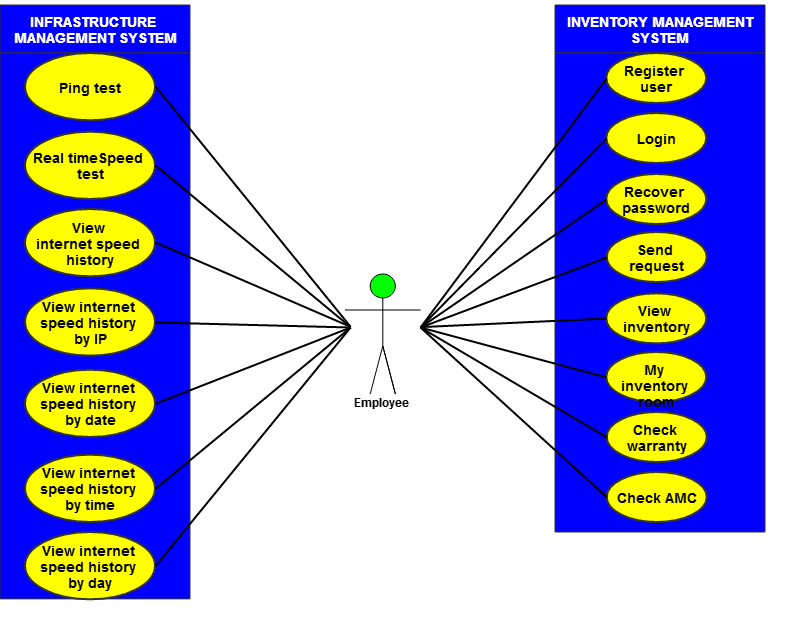 INFRASTRUCTURE
MANAGEMENT SYSTEM
Ping test
Real timeSpeed
test
View
internet speed
history
View internet
speed history
by IP
View internet
speed history
by date
View internet
speed history
by time
View internet
speed history
by day
Employee
INVENTORY MANAGEMENT
SYSTEM
Register
user
Login
Recover
password
Send
request
View
inventory
My
inventory
room
Check
warranty
Check AMC